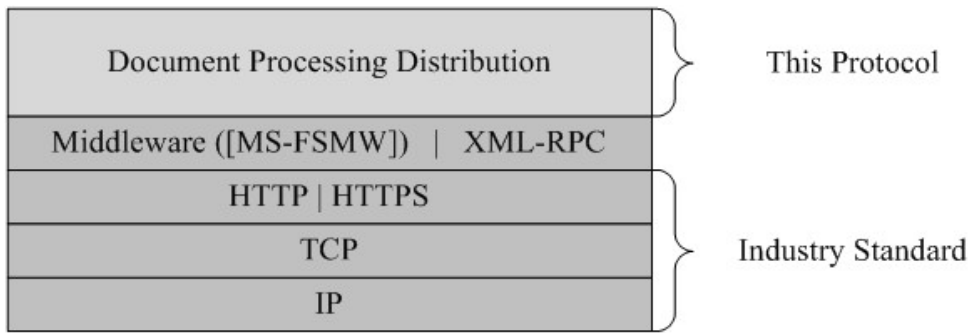 Document Processing Distribution
This Protocol
Middleware ([MS-FSMW]) | XML-RPC
HTTP | HTTPS
TCP
Industry Standard
IP